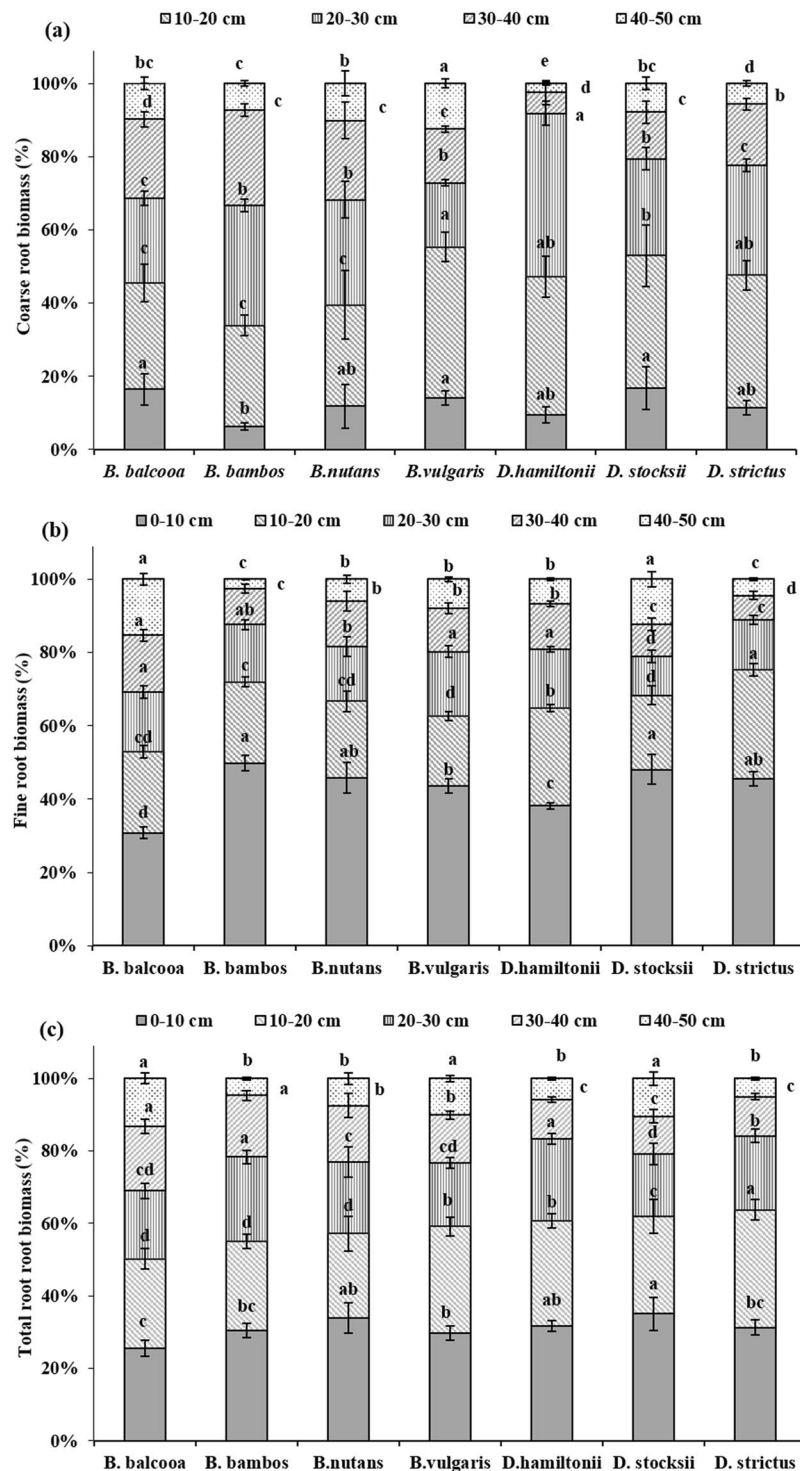 (a)
10-20 cm 20-30 cm 30-40 cm 40-50 cm
bc c b a e bc d
100%
d c c c d c b
a
c b b b b c
80%
60%
c c c a ab b ab
40%
a b ab a ab a ab
20%
0%
Coarse root biomass (%)
B. balcooa B. bambos B.nutans B.vulgaris D.hamiltonii D. stocksii D. strictus
(b)
0-10 cm 10-20 cm 20-30 cm 30-40 cm 40-50 cm
a c b b b a c
100%
a c b b b c d
a ab b a a d c
80%
cd c cd d b d a
60%
d a ab b c a ab
40%
20%
0%
Fine root biomass (%)
B. balcooa B. bambos B.nutans B.vulgaris D.hamiltonii D. stocksii D. strictus
(c)
0-10 cm 10-20 cm 20-30 cm 30-40 cm 40-50 cm
a b b a b a b
100%
a a b b c c c
cd a c cd a d b
80%
d d d b b c a
60%
c bc ab b ab a bc
40%
20%
0%
Total root root biomass (%)
B. balcooa B. bambos B.nutans B.vulgaris D.hamiltonii D. stocksii D. strictus